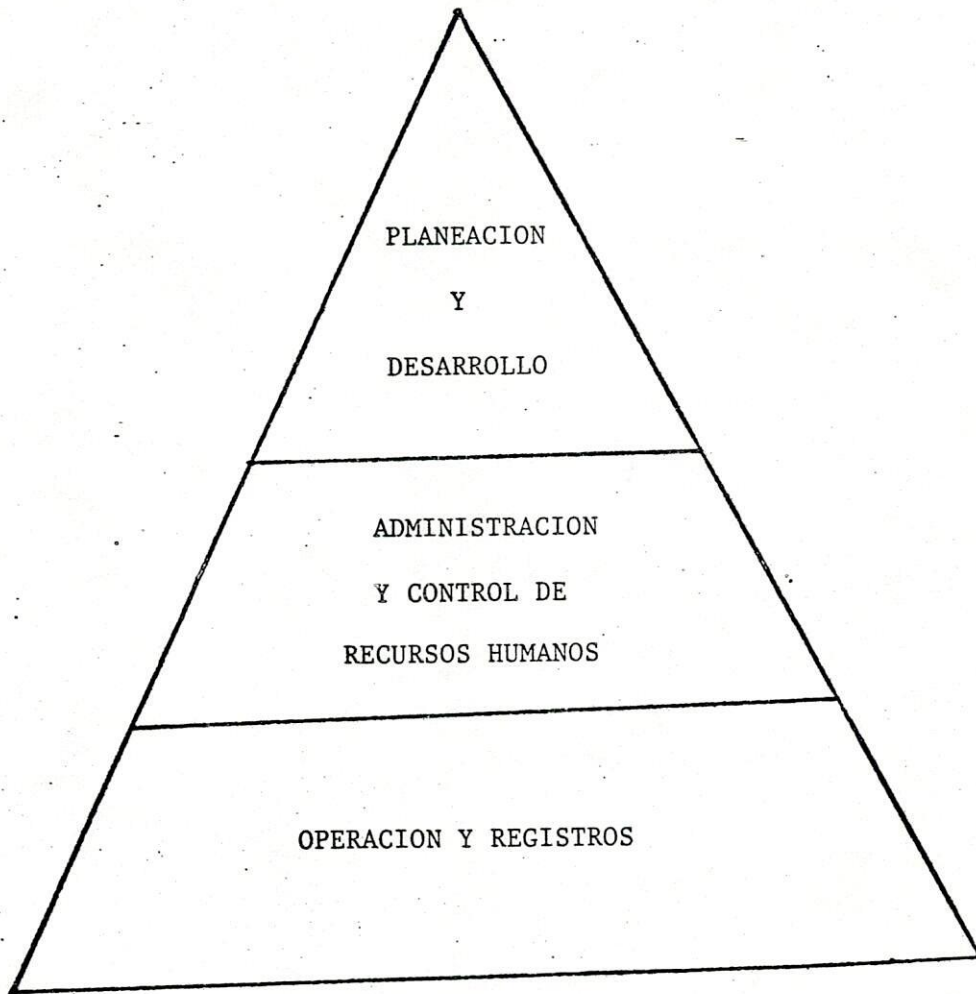 PLANEACION
Y
DESARROLLO
ADMINISTRACION
Y CONTROL DE
RECURSOS HUMANOS
OPERACION Y REGISTROS